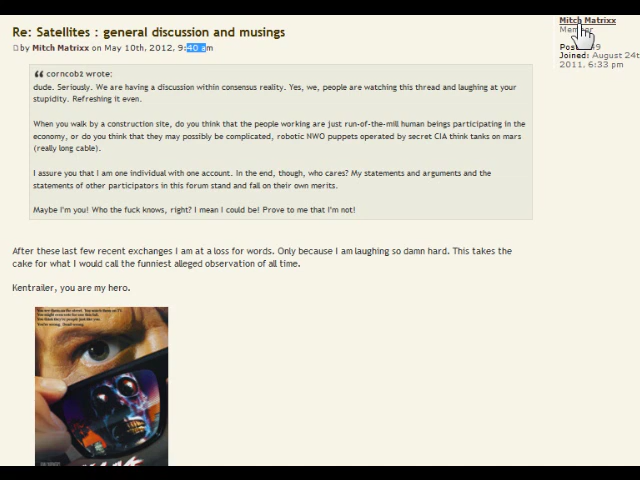 Re: Satellites : general discussion and musings
by Mitch Matrixx on May 10th, 2012, 9:40 am
Mitch Matrixx
Posts: 49
Joined: August 24t
2011, 6:33 pm
corncob2 wrote:
dude. Seriously. We are having a discussion within consensus reality. Yes, we, people are watching this thread and laughing at your
stupidity. Refreshing it even.
When you walk by a construction site, do you think that the people working are just run-of-the-mill human beings participating in the
economy, or do you think that they may possibly be complicated, robotic NWO puppets operated by secret CIA think tanks on mars
(really long cable).
I assure you that I am one individual with one account. In the end, though, who cares? My statements and arguments and the
statements of other participators in this forum stand and fall on their own merits.
Maybe I'm you! Who the fuck knows, right? I mean I could be! Prove to me that I'm not!
After these last few recent exchanges I am at a loss for words. Only because I am laughing so damn hard. This takes the
cake for what I would call the funniest alleged observation of all time.
Kentrailer, you are my hero.